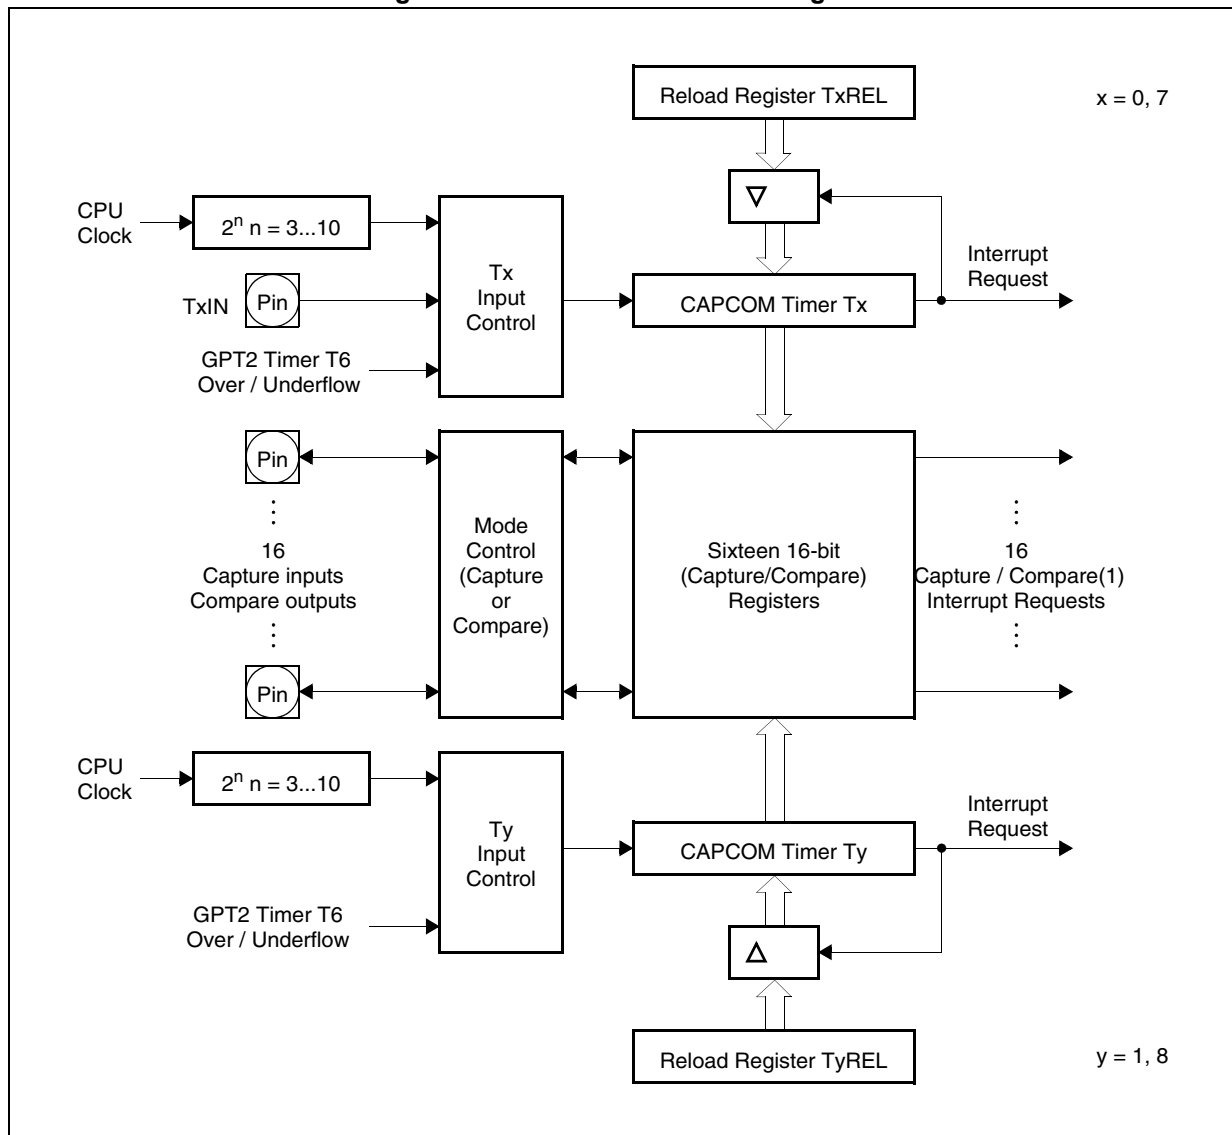 Reload Register TxREL
x = 0, 7
CPU
Clock
2ⁿ n = 3...10
Tx
Input
Control
Interrupt
Request
TxIN
Pin
CAPCOM Timer Tx
GPT2 Timer T6
Over / Underflow
Pin
16
Capture inputs
Compare outputs
Pin
Mode
Control
(Capture
or
Compare)
Sixteen 16-bit
(Capture/Compare)
Registers
16
Capture / Compare(1)
Interrupt Requests
CPU
Clock
2ⁿ n = 3...10
Ty
Input
Control
Interrupt
Request
CAPCOM Timer Ty
GPT2 Timer T6
Over / Underflow
Reload Register TyREL
y = 1, 8